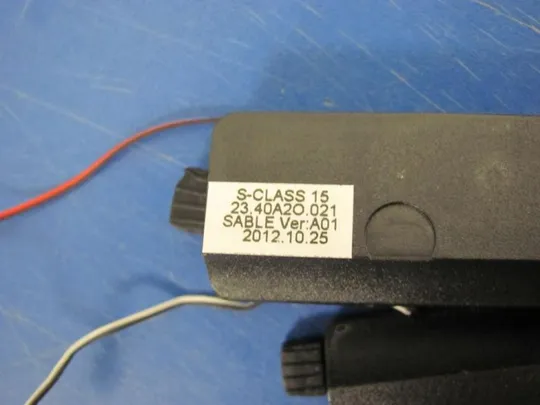 S-CLASS 15
23.40A2O.021
SABLE Ver:A01
2012.10.25